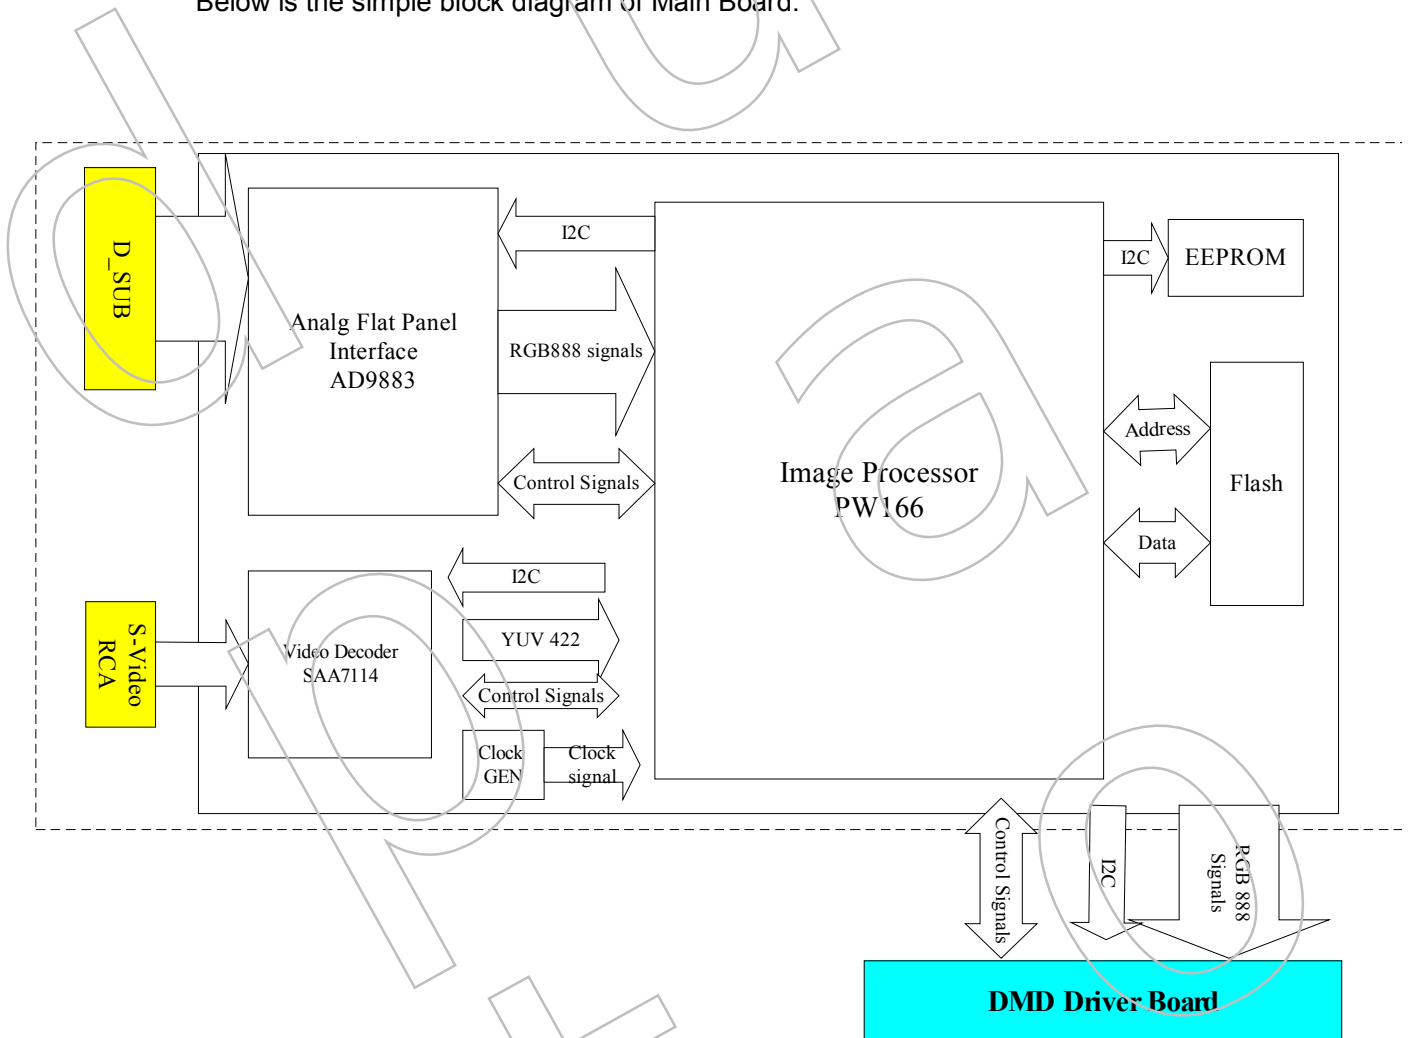 Below is the simple block diagram of Main Board.
D_SUB
Analg Flat Panel
Interface
AD9883
I2C
RGB888 signals
Control Signals
Image Processor
PW166
I2C
EEPROM
Address
Data
Flash
S-Video
RCA
Video Decoder
SAA7114
I2C
YUV 422
Control Signals
Clock
GEN
Clock
signal
Control Signals
I2C
RGB 888
Signals
DMD Driver Board